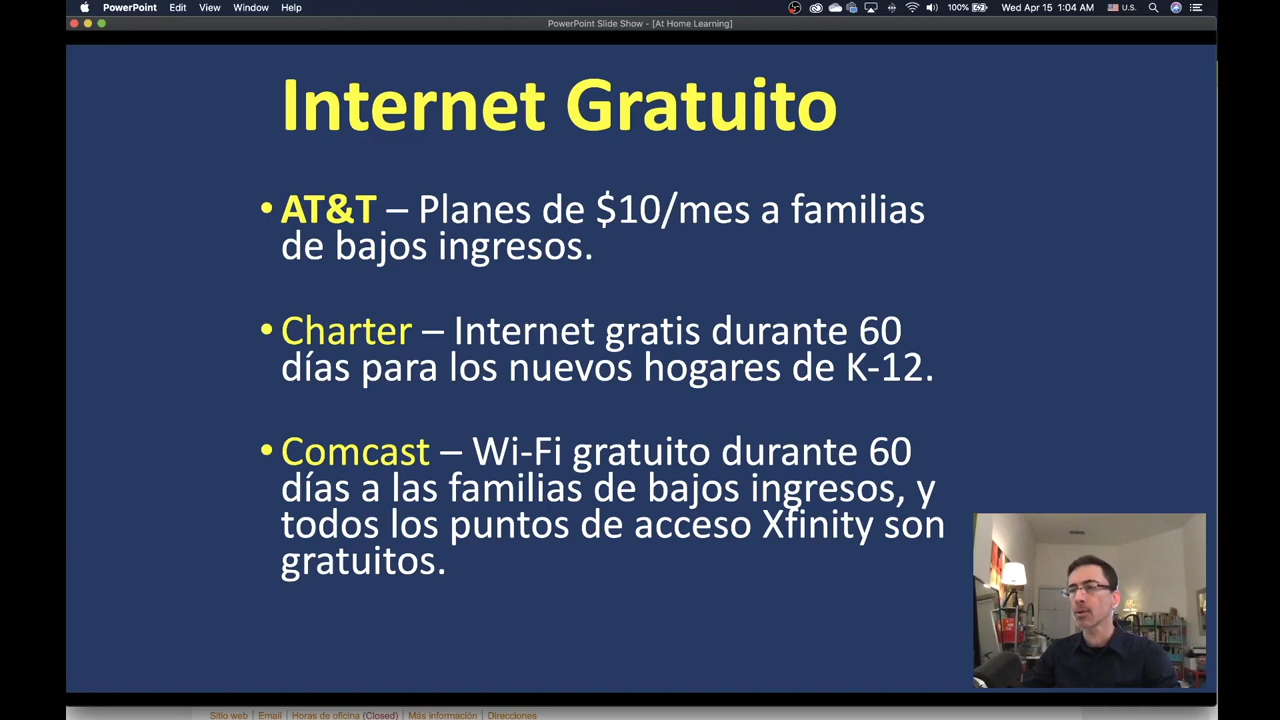 PowerPoint Edit View Window Help 100% Wed Apr 15 1:04 AM U.S.
PowerPoint Slide Show - [At Home Learning]
Internet Gratuito
•AT&T – Planes de $10/mes a familias
de bajos ingresos.
•Charter – Internet gratis durante 60
días para los nuevos hogares de K-12.
•Comcast – Wi-Fi gratuito durante 60
días a las familias de bajos ingresos, y
todos los puntos de acceso Xfinity son
gratuitos.
Sitio web | Email | Horas de oficina (Closed) | Más información | Direcciones